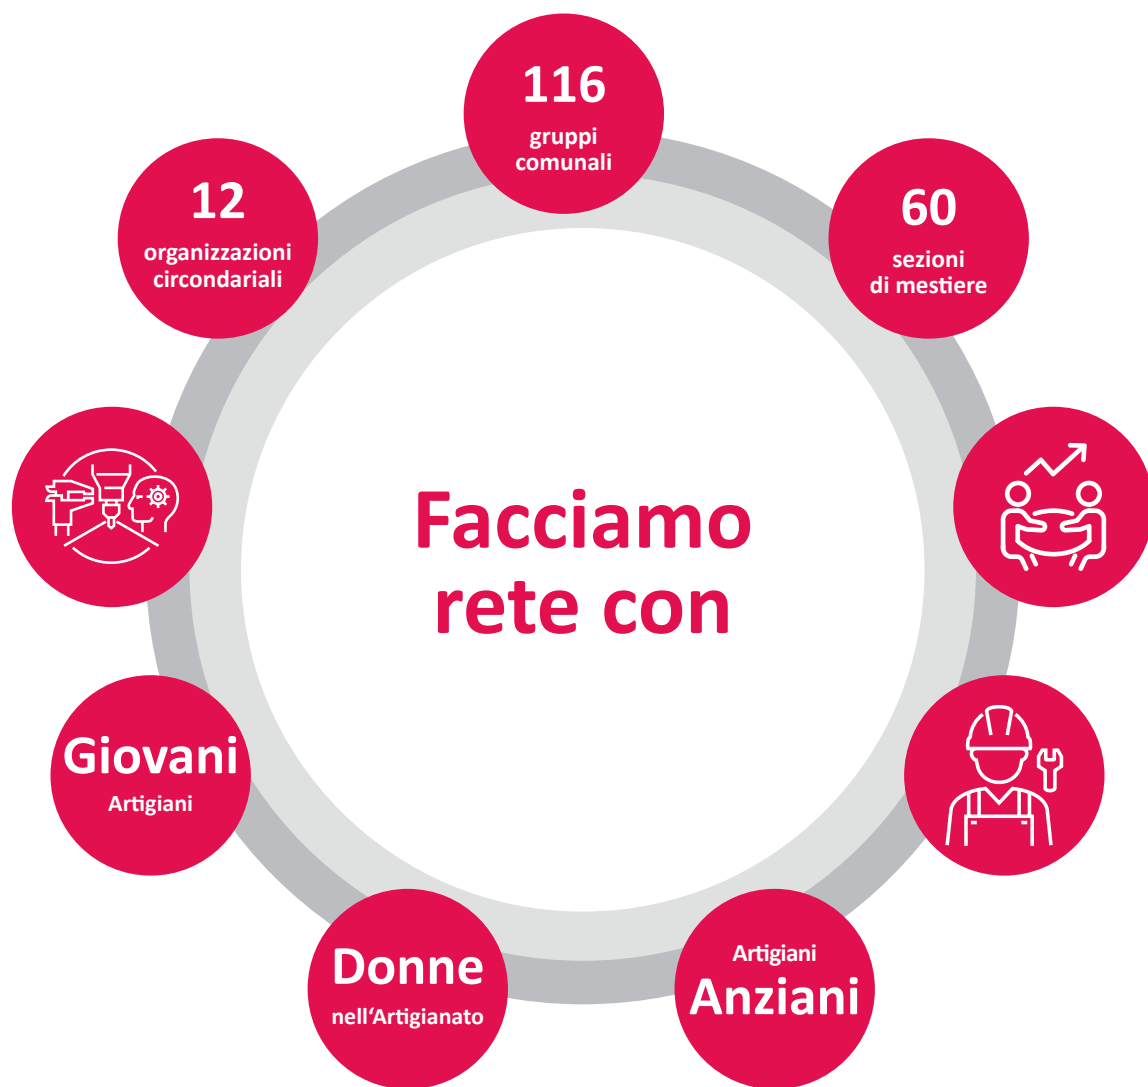 116
gruppi
comunali
12
organizzazioni
circondariali
60
sezioni
di mestiere
Facciamo
rete con
Giovani
Artigiani
Donne
nell‘Artigianato
Artigiani
Anziani